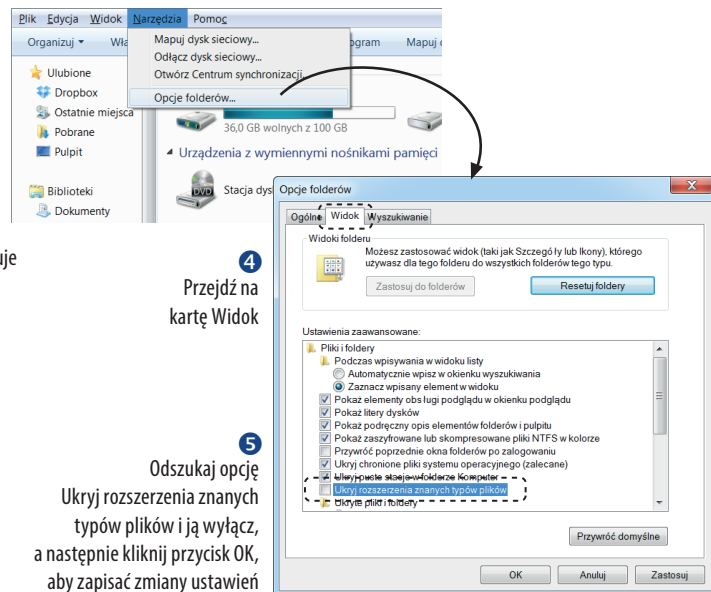 Plik Edycja Widok Narzędzia Pomoc
Organizuj
Mapuj dysk sieciowy...
Odłącz dysk sieciowy...
Otwórz Centrum synchronizacji...
Opcje folderów...
Ulubione
Dropbox
Ostatnie miejsca
Pobrane
Pulpit
Biblioteki
Dokumenty
36,0 GB wolnych z 100 GB
Urządzenia z wymiennymi nośnikami pamięci
DVD
Stacja dys
Opcje folderów
Ogólne Widok Wyszukiwanie
Widoki folderu
Możesz zastosować widok (taki jak Szczegóły lub Ikony), którego
używasz dla tego folderu do wszystkich folderów tego typu.
Zastosuj do folderów Resetuj foldery
Ustawienia zaawansowane:
Pliki i foldery
Podczas wpisywania w widoku listy
Automatycznie wpisz w okienku wyszukiwania
Zaznacz wpisany element w widoku
Pokaż elementy obsługi podglądu w okienku podglądu
Pokaż litery dysków
Pokaż podręczny opis elementów folderów i pulpitu
Pokaż zaszyfrowane lub skompresowane pliki NTFS w kolorze
Przywróć poprzednie okna folderów po zalogowaniu
Ukryj chronione pliki systemu operacyjnego (zalecane)
Ukryj puste stacje w folderze Komputer
Ukryj rozszerzenia znanych typów plików
Ukryte pliki i foldery
Przywróć domyślne
OK Anuluj Zastosuj
4
Przejdź na
kartę Widok
5
Odszukaj opcję
Ukryj rozszerzenia znanych
typów plików i ją wyłącz,
a następnie kliknij przycisk OK,
aby zapisać zmiany ustawień